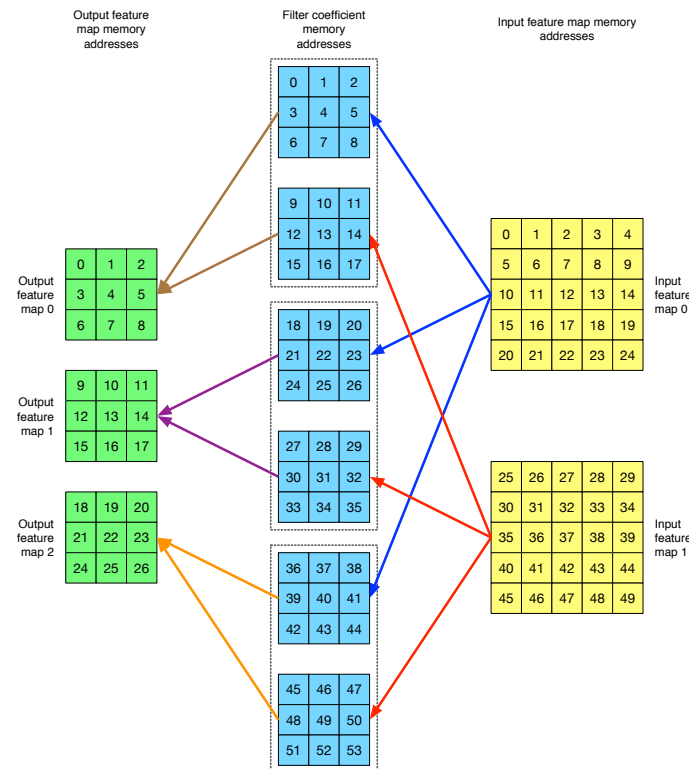 Output feature
map memory
addresses
Filter coefficient
memory
addresses
Input feature map memory
addresses
0 1 2
3 4 5
6 7 8
9 10 11
12 13 14
15 16 17
18 19 20
21 22 23
24 25 26
27 28 29
30 31 32
33 34 35
36 37 38
39 40 41
42 43 44
45 46 47
48 49 50
51 52 53
Output
feature
map 0
0 1 2
3 4 5
6 7 8
Output
feature
map 1
9 10 11
12 13 14
15 16 17
Output
feature
map 2
18 19 20
21 22 23
24 25 26
0 1 2 3 4
5 6 7 8 9
10 11 12 13 14
15 16 17 18 19
20 21 22 23 24
Input
feature
map 0
25 26 27 28 29
30 31 32 33 34
35 36 37 38 39
40 41 42 43 44
45 46 47 48 49
Input
feature
map 1